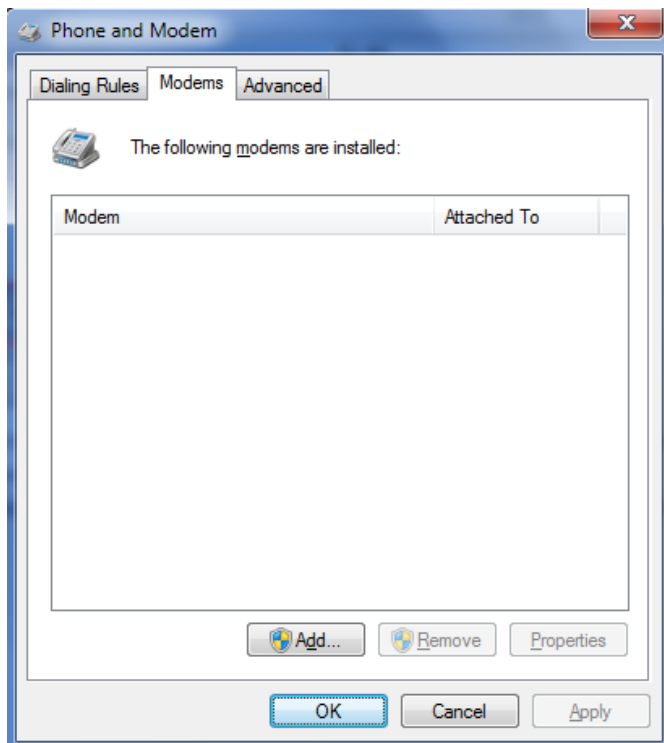 Phone and Modem
X
Dialing Rules Modems Advanced
The following modems are installed:
Modem Attached To
Add... Remove Properties
OK Cancel Apply